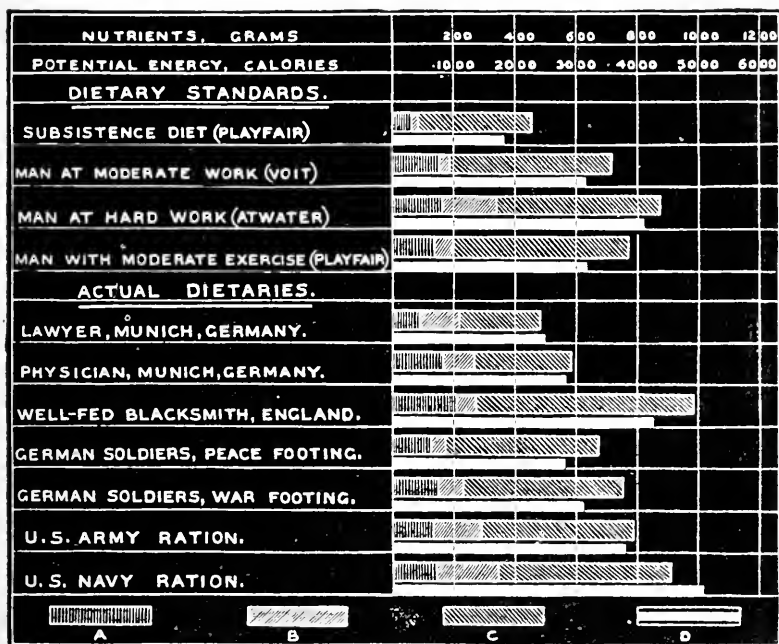 NUTRIENTS, GRAMS 200 400 600 800 1000 1200
POTENTIAL ENERGY, CALORIES 1000 2000 3000 4000 5000 6000
DIETARY STANDARDS.
SUBSISTENCE DIET (PLAYFAIR)
MAN AT MODERATE WORK (VOIT)
MAN AT HARD WORK (ATWATER)
MAN WITH MODERATE EXERCISE (PLAYFAIR)
ACTUAL DIETARIES.
LAWYER, MUNICH, GERMANY.
PHYSICIAN, MUNICH, GERMANY.
WELL-FED BLACKSMITH, ENGLAND.
GERMAN SOLDIERS, PEACE FOOTING.
GERMAN SOLDIERS, WAR FOOTING.
U.S. ARMY RATION.
U.S. NAVY RATION.
A B C D